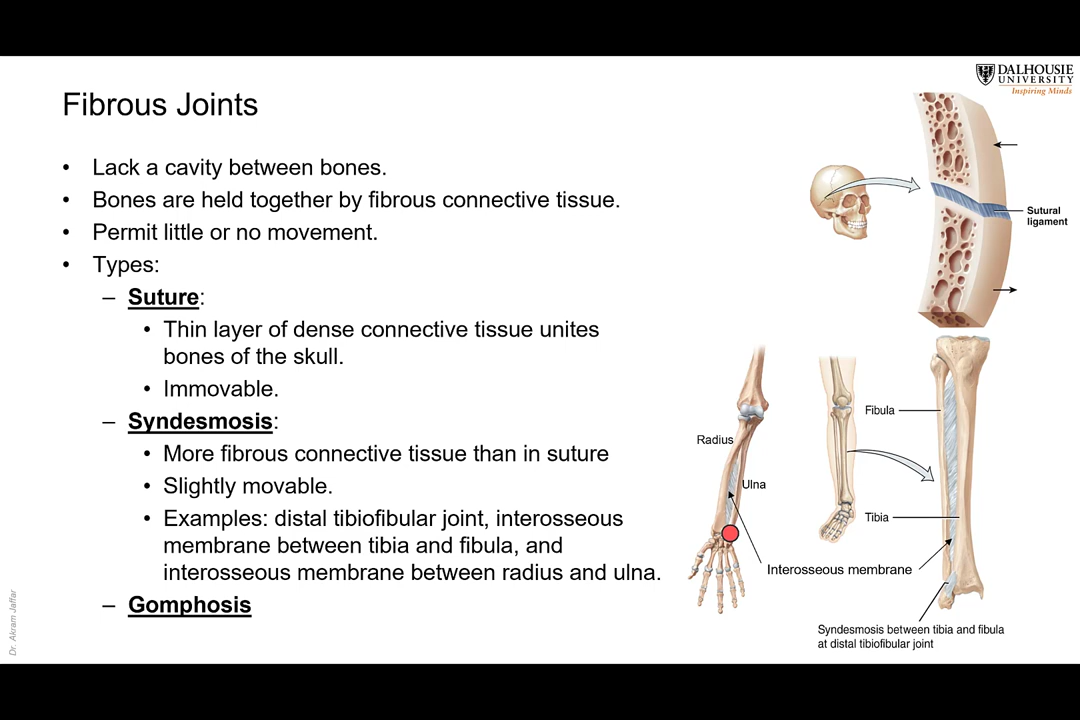 DALHOUSIE
UNIVERSITY
Inspiring Minds
Fibrous Joints
• Lack a cavity between bones.
• Bones are held together by fibrous connective tissue.
• Permit little or no movement.
• Types:
– Suture:
• Thin layer of dense connective tissue unites
bones of the skull.
• Immovable.
– Syndesmosis:
• More fibrous connective tissue than in suture
• Slightly movable.
• Examples: distal tibiofibular joint, interosseous
membrane between tibia and fibula, and
interosseous membrane between radius and ulna.
– Gomphosis
Sutural
ligament
Radius
Ulna
Fibula
Tibia
Interosseous membrane
Syndesmosis between tibia and fibula
at distal tibiofibular joint
Dr. Akram Jaffar